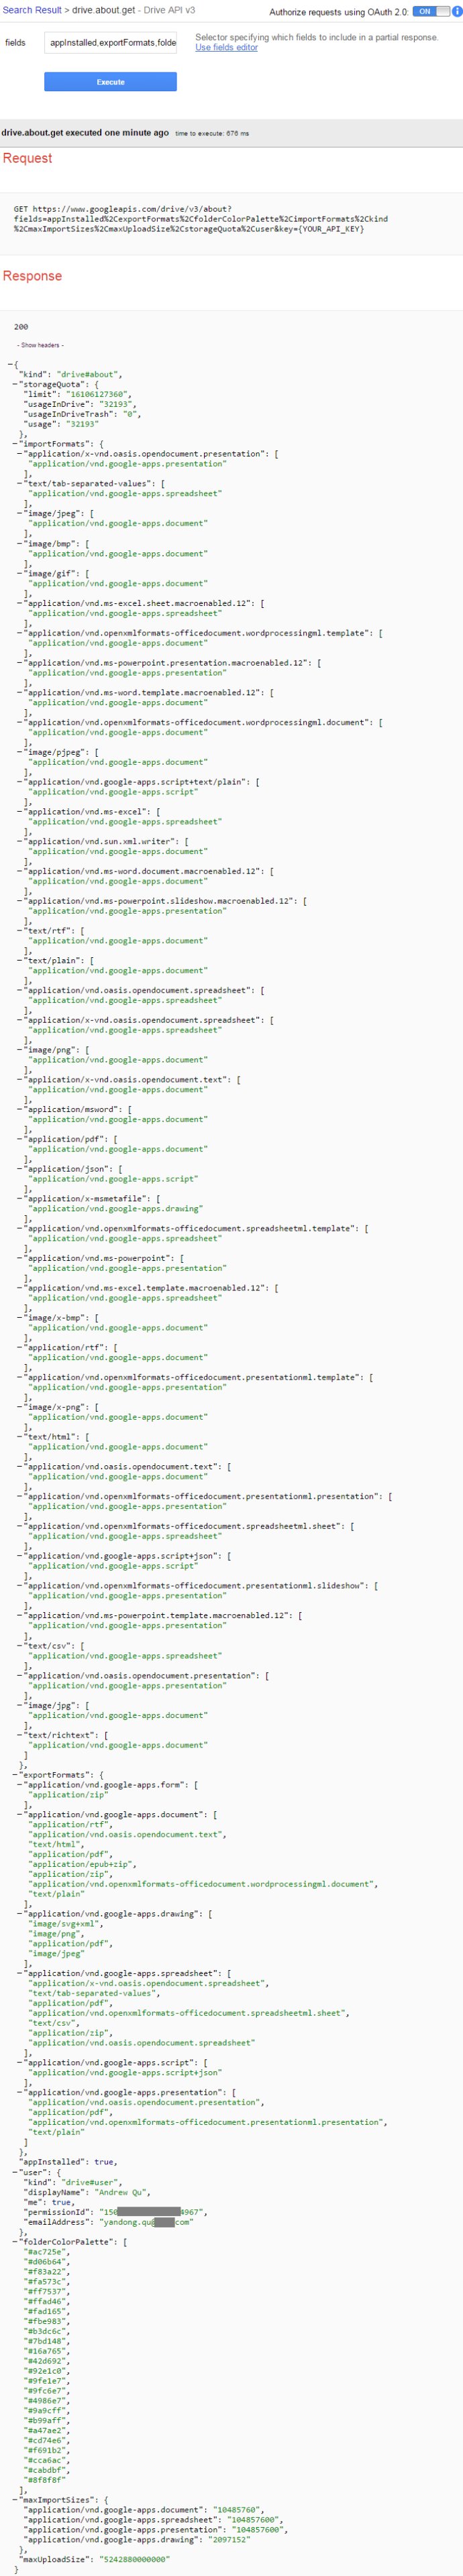 Search Result > drive.about.get - Drive API v3
Authorize requests using OAuth 2.0: ON
fields
appInstalled,exportFormats,folde
Selector specifying which fields to include in a partial response.
Use fields editor
Execute
drive.about.get executed one minute ago time to execute: 676 ms
Request
GET https://www.googleapis.com/drive/v3/about?
fields=appInstalled%2CexportFormats%2CfolderColorPalette%2CimportFormats%2Ckind
%2CmaxImportSizes%2CmaxUploadSize%2CstorageQuota%2Cuser&key={YOUR_API_KEY}
Response
200
- Show headers -
{
"kind": "drive#about",
"storageQuota": {
"limit": "16106127360",
"usageInDrive": "32193",
"usageInDriveTrash": "0",
"usage": "32193"
},
"importFormats": {
"application/x-vnd.oasis.opendocument.presentation": [
"application/vnd.google-apps.presentation"
],
"text/tab-separated-values": [
"application/vnd.google-apps.spreadsheet"
],
"image/jpeg": [
"application/vnd.google-apps.document"
],
"image/bmp": [
"application/vnd.google-apps.document"
],
"image/gif": [
"application/vnd.google-apps.document"
],
"application/vnd.ms-excel.sheet.macroenabled.12": [
"application/vnd.google-apps.spreadsheet"
],
"application/vnd.openxmlformats-officedocument.wordprocessingml.template": [
"application/vnd.google-apps.document"
],
"application/vnd.ms-powerpoint.presentation.macroenabled.12": [
"application/vnd.google-apps.presentation"
],
"application/vnd.ms-word.template.macroenabled.12": [
"application/vnd.google-apps.document"
],
"application/vnd.openxmlformats-officedocument.wordprocessingml.document": [
"application/vnd.google-apps.document"
],
"image/pjpeg": [
"application/vnd.google-apps.document"
],
"application/vnd.google-apps.script+text/plain": [
"application/vnd.google-apps.script"
],
"application/vnd.ms-excel": [
"application/vnd.google-apps.spreadsheet"
],
"application/vnd.sun.xml.writer": [
"application/vnd.google-apps.document"
],
"application/vnd.ms-word.document.macroenabled.12": [
"application/vnd.google-apps.document"
],
"application/vnd.ms-powerpoint.slideshow.macroenabled.12": [
"application/vnd.google-apps.presentation"
],
"text/rtf": [
"application/vnd.google-apps.document"
],
"text/plain": [
"application/vnd.google-apps.document"
],
"application/vnd.oasis.opendocument.spreadsheet": [
"application/vnd.google-apps.spreadsheet"
],
"application/x-vnd.oasis.opendocument.spreadsheet": [
"application/vnd.google-apps.spreadsheet"
],
"image/png": [
"application/vnd.google-apps.document"
],
"application/x-vnd.oasis.opendocument.text": [
"application/vnd.google-apps.document"
],
"application/msword": [
"application/vnd.google-apps.document"
],
"application/pdf": [
"application/vnd.google-apps.document"
],
"application/json": [
"application/vnd.google-apps.script"
],
"application/x-msmetafile": [
"application/vnd.google-apps.drawing"
],
"application/vnd.openxmlformats-officedocument.spreadsheetml.template": [
"application/vnd.google-apps.spreadsheet"
],
"application/vnd.ms-powerpoint": [
"application/vnd.google-apps.presentation"
],
"application/vnd.ms-excel.template.macroenabled.12": [
"application/vnd.google-apps.spreadsheet"
],
"image/x-bmp": [
"application/vnd.google-apps.document"
],
"application/rtf": [
"application/vnd.google-apps.document"
],
"application/vnd.openxmlformats-officedocument.presentationml.template": [
"application/vnd.google-apps.presentation"
],
"image/x-png": [
"application/vnd.google-apps.document"
],
"text/html": [
"application/vnd.google-apps.document"
],
"application/vnd.oasis.opendocument.text": [
"application/vnd.google-apps.document"
],
"application/vnd.openxmlformats-officedocument.presentationml.presentation": [
"application/vnd.google-apps.presentation"
],
"application/vnd.openxmlformats-officedocument.spreadsheetml.sheet": [
"application/vnd.google-apps.spreadsheet"
],
"application/vnd.google-apps.script+json": [
"application/vnd.google-apps.script"
],
"application/vnd.openxmlformats-officedocument.presentationml.slideshow": [
"application/vnd.google-apps.presentation"
],
"application/vnd.ms-powerpoint.template.macroenabled.12": [
"application/vnd.google-apps.presentation"
],
"text/csv": [
"application/vnd.google-apps.spreadsheet"
],
"application/vnd.oasis.opendocument.presentation": [
"application/vnd.google-apps.presentation"
],
"image/jpg": [
"application/vnd.google-apps.document"
],
"text/richtext": [
"application/vnd.google-apps.document"
]
},
"exportFormats": {
"application/vnd.google-apps.form": [
"application/zip"
],
"application/vnd.google-apps.document": [
"application/rtf",
"application/vnd.oasis.opendocument.text",
"text/html",
"application/pdf",
"application/epub+zip",
"application/zip",
"application/vnd.openxmlformats-officedocument.wordprocessingml.document",
"text/plain"
],
"application/vnd.google-apps.drawing": [
"image/svg+xml",
"image/png",
"application/pdf",
"image/jpeg"
],
"application/vnd.google-apps.spreadsheet": [
"application/x-vnd.oasis.opendocument.spreadsheet",
"text/tab-separated-values",
"application/pdf",
"application/vnd.openxmlformats-officedocument.spreadsheetml.sheet",
"text/csv",
"application/zip",
"application/vnd.oasis.opendocument.spreadsheet"
],
"application/vnd.google-apps.script": [
"application/vnd.google-apps.script+json"
],
"application/vnd.google-apps.presentation": [
"application/vnd.oasis.opendocument.presentation",
"application/pdf",
"application/vnd.openxmlformats-officedocument.presentationml.presentation",
"text/plain"
]
},
"appInstalled": true,
"user": {
"kind": "drive#user",
"displayName": "Andrew Qu",
"me": true,
"permissionId": "150 4967",
"emailAddress": "yandong.qu com"
},
"folderColorPalette": [
"#ac725e",
"#d06b64",
"#f83a22",
"#fa573c",
"#ff7537",
"#ffad46",
"#fad165",
"#fbe983",
"#b3dc6c",
"#7bd148",
"#16a765",
"#42d692",
"#92e1c0",
"#9fe1e7",
"#9fc6e7",
"#4986e7",
"#9a9cff",
"#b99aff",
"#a47ae2",
"#cd74e6",
"#f691b2",
"#cca6ac",
"#cabdbf",
"#8f8f8f"
],
"maxImportSizes": {
"application/vnd.google-apps.document": "10485760",
"application/vnd.google-apps.spreadsheet": "104857600",
"application/vnd.google-apps.presentation": "104857600",
"application/vnd.google-apps.drawing": "2097152"
},
"maxUploadSize": "5242880000000"
}